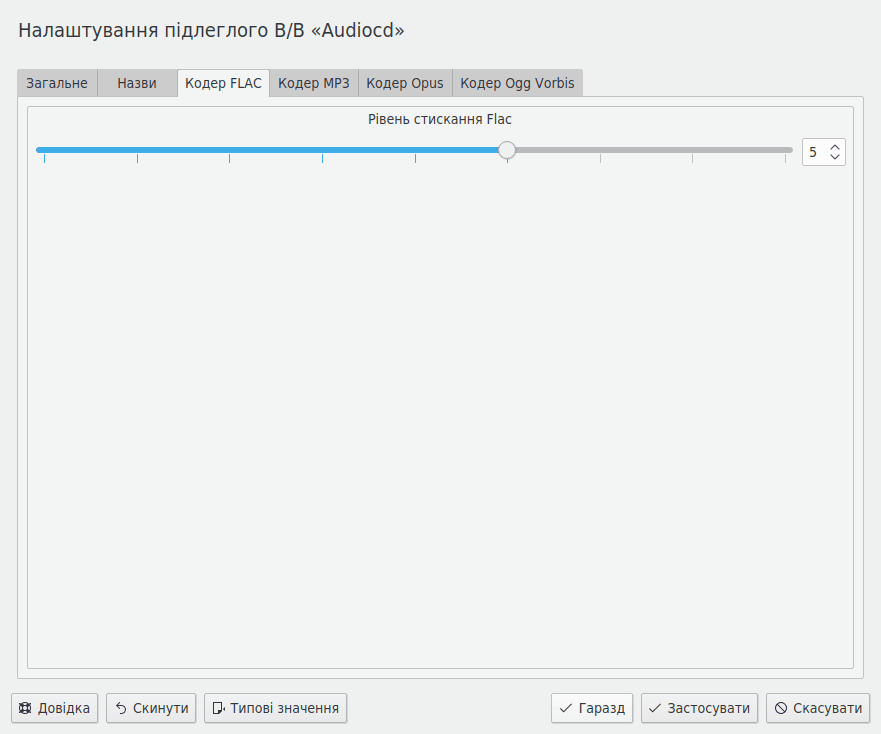 Налаштування підлеглого В/В «Audiocd»
Загальне Назви Кодер FLAC Кодер MP3 Кодер Opus Кодер Ogg Vorbis
Рівень стискання Flac
5
Довідка Скинути Типові значення Гаразд Застосувати Скасувати